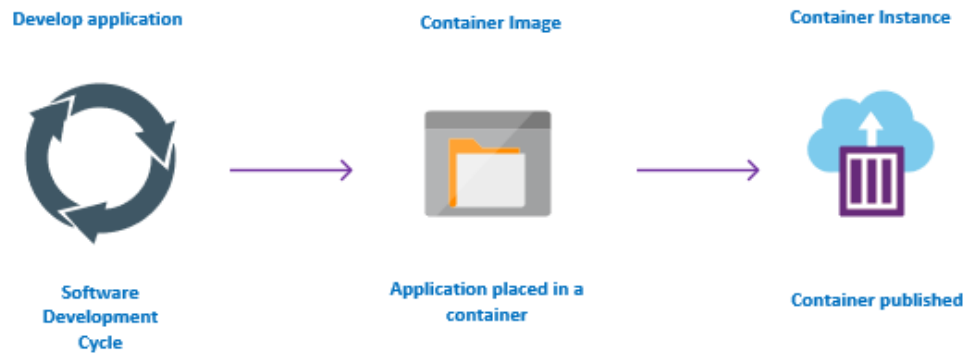 Develop application
Container Image
Container Instance
Software
Development
Cycle
Application placed in a
container
Container published